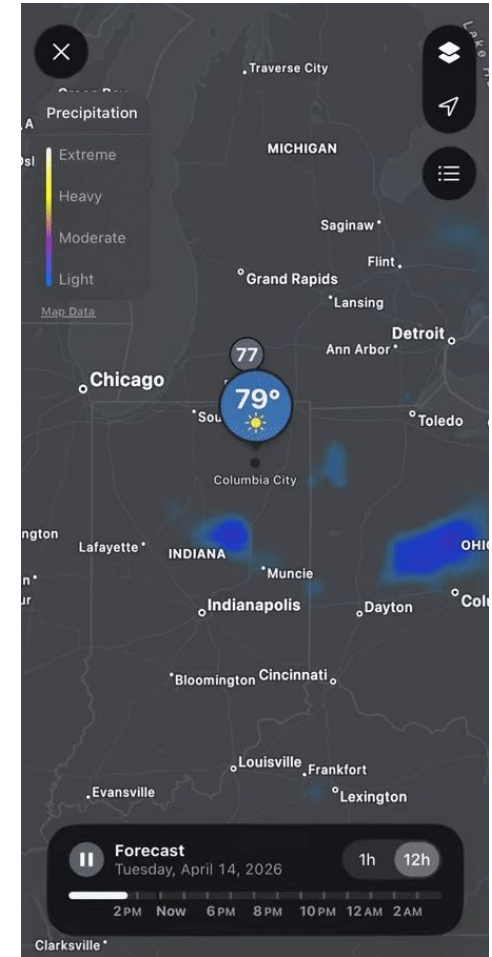 Traverse City
Precipitation
Extreme
MICHIGAN
Heavy
Moderate
Saginaw
Flint
Light
Grand Rapids
Lansing
Map Data
Detroit
Ann Arbor
77
Chicago
79°
Toledo
Columbia City
Lafayette
INDIANA
Muncie
Indianapolis
Dayton
Bloomington
Cincinnati
Louisville
Frankfort
Evansville
Lexington
Forecast
Tuesday, April 14, 2026
1h 12h
2PM Now 6PM 8PM 10PM 12AM 2AM
Clarksville